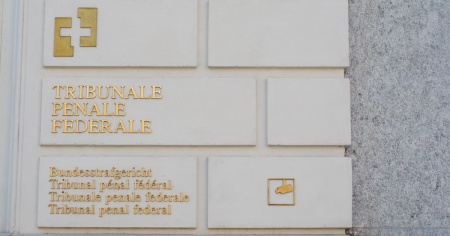 TRIBUNALE
PENALE
FEDERALE
Bundesstrafgericht
Tribunal pénal fédéral
Tribunale penale federale
Tribunal penal federal